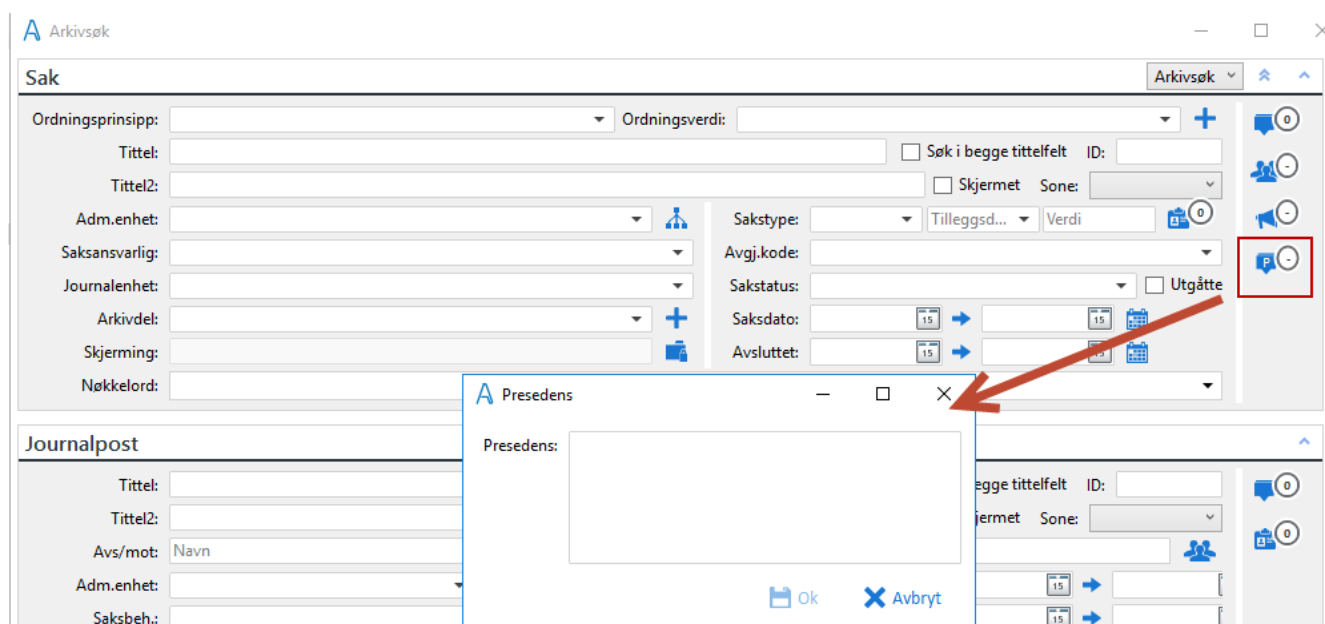 Arkivsøk
Sak Arkivsøk
Ordningsprinsipp: Ordningsverdi:
Tittel: Søk i begge tittelfelt ID:
Tittel2: Skjermet Sone:
Adm.enhet: Sakstype: Tilleggsd... Verdi
Saksansvarlig: Avgj.kode:
Journalenhet: Sakstatus: Utgåtte
Arkivdel: Saksdato: 15 15
Skjerming: Avsluttet: 15 15
Nøkkelord:
Presedens
Journalpost
Presedens:
Tittel: egge tittelfelt ID:
Tittel2: jermet Sone:
Avs/mot: Navn
Adm.enhet: 15
Ok Avbryt
Saksbeh.: 15
0
-
-
0
P -
0
0